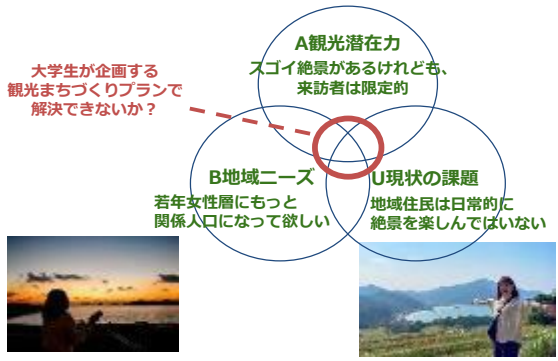 A観光潜在力
スゴイ絶景があるけれども、
来訪者は限定的
大学生が企画する
観光まちづくりプランで
解決できないか？
B地域ニーズ
若年女性層にもっと
関係人口になって欲しい
U現状の課題
地域住民は日常的に
絶景を楽しんではいない